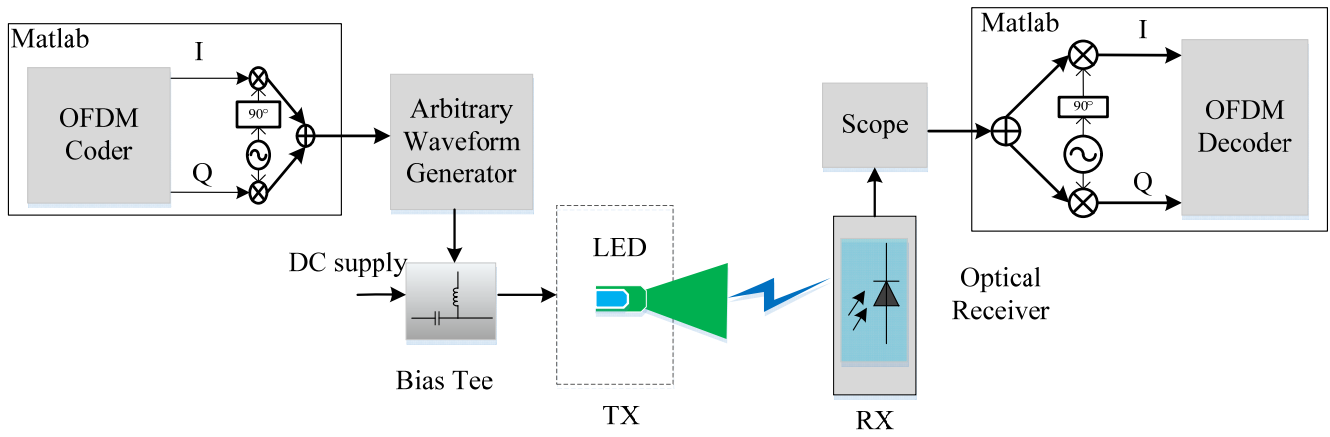 Matlab
I
OFDM
Coder
90°
Q
Arbitrary
Waveform
Generator
DC supply
Bias Tee
LED
TX
Scope
RX
Optical
Receiver
Matlab
I
90°
OFDM
Decoder
Q